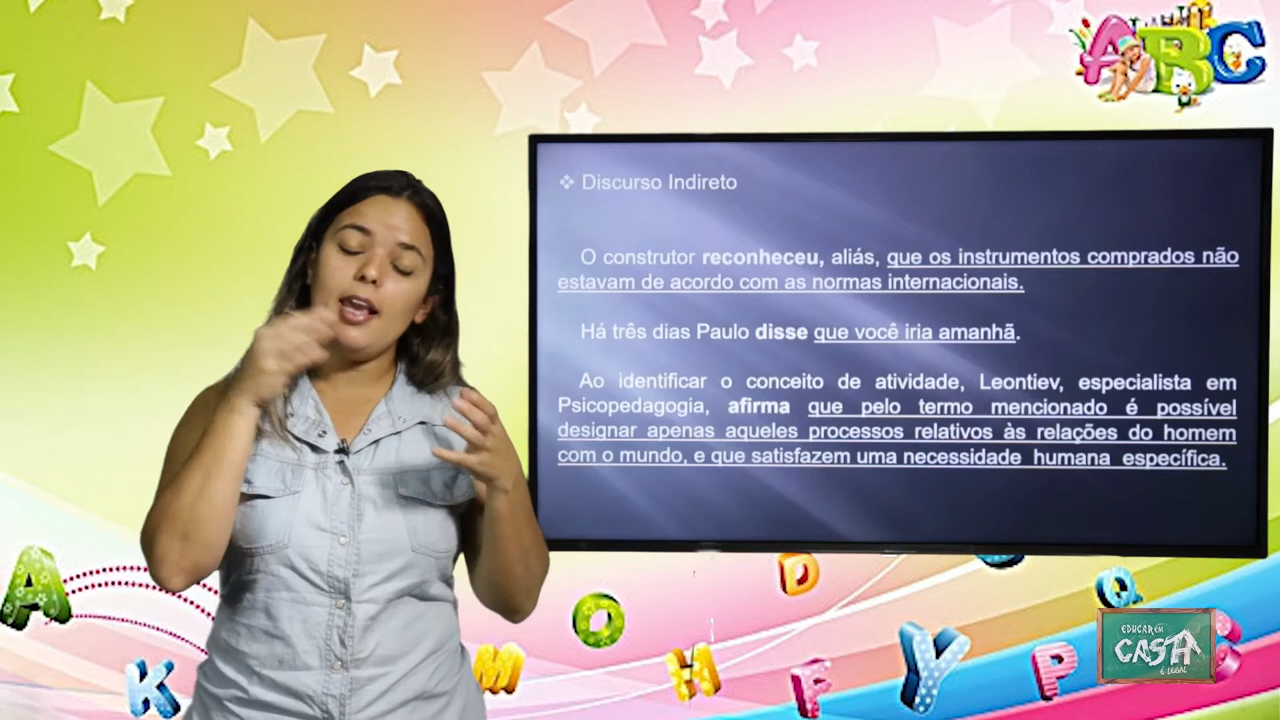 ABC
❖ Discurso Indireto
O construtor reconheceu, aliás, que os instrumentos comprados não
estavam de acordo com as normas internacionais.
Há três dias Paulo disse que você iria amanhã.
Ao identificar o conceito de atividade, Leontiev, especialista em
Psicopedagogia, afirma que pelo termo mencionado é possível
designar apenas aqueles processos relativos às relações do homem
com o mundo, e que satisfazem uma necessidade humana específica.
A
K
M
O
H
D
F
Y
P
Q
EDUCAR EM
CASA
É LEGAL